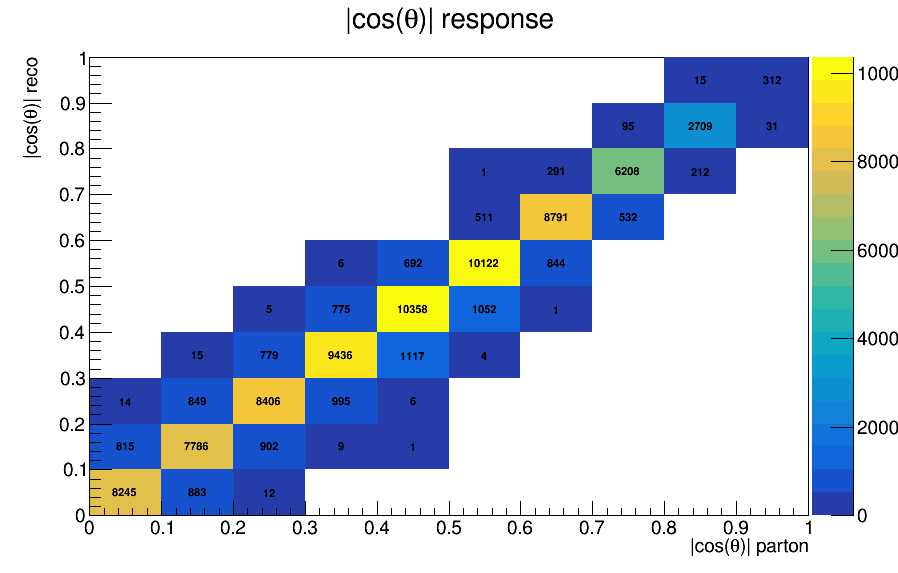 |cos(θ)| response
|cos(θ)| reco
1
0.9
0.8
0.7
0.6
0.5
0.4
0.3
0.2
0.1
0
15 312
95 2709 31
1 291 6208 212
511 8791 532
6 692 10122 844
5 775 10358 1052 1
15 779 9436 1117 4
14 849 8406 995 6
815 7786 902 9 1
8245 883 12
0 0.1 0.2 0.3 0.4 0.5 0.6 0.7 0.8 0.9 1
|cos(θ)| parton
1000
8000
6000
4000
2000
0